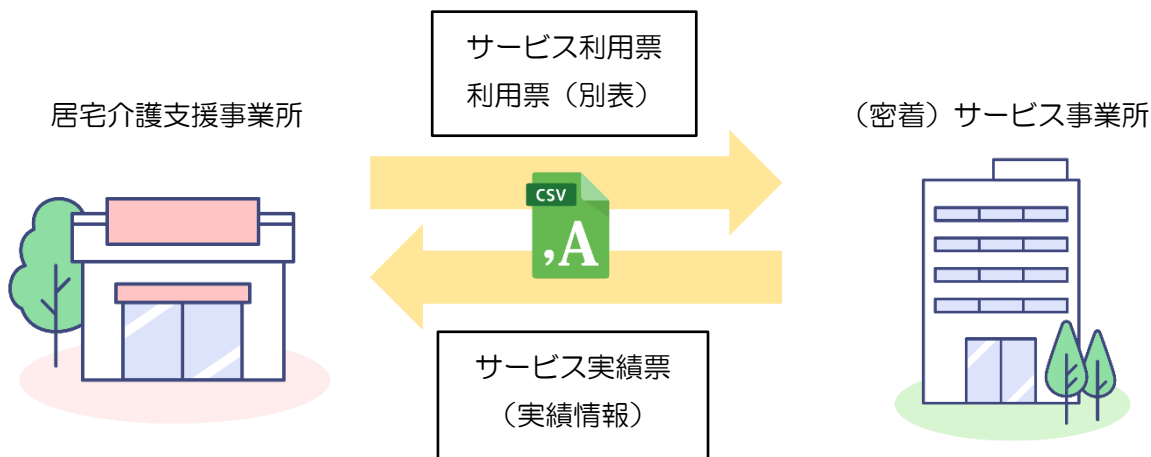 サービス利用票
利用票（別表）
居宅介護支援事業所
（密着）サービス事業所
CSV
,A
サービス実績票
（実績情報）